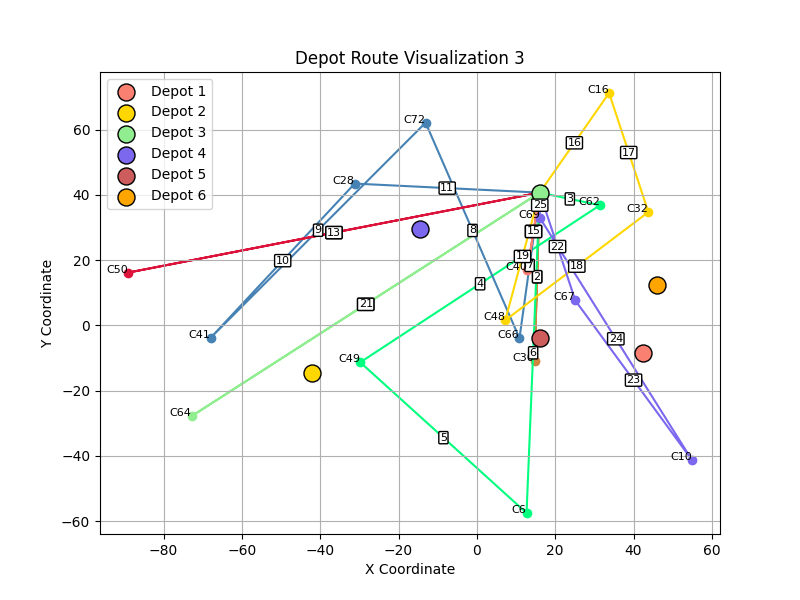 Depot Route Visualization 3
Depot 1
Depot 2
Depot 3
Depot 4
Depot 5
Depot 6
Y Coordinate
60
40
20
0
−20
−40
−60
C16
C72
C28
C62
C32
C69
C50
C40
C67
C48
C41
C66
C49
C64
C10
C6
16
17
11
3
25
9
13
8
15
22
19
10
7
18
2
4
21
24
6
23
5
−80
−60
−40
−20
0
20
40
60
X Coordinate